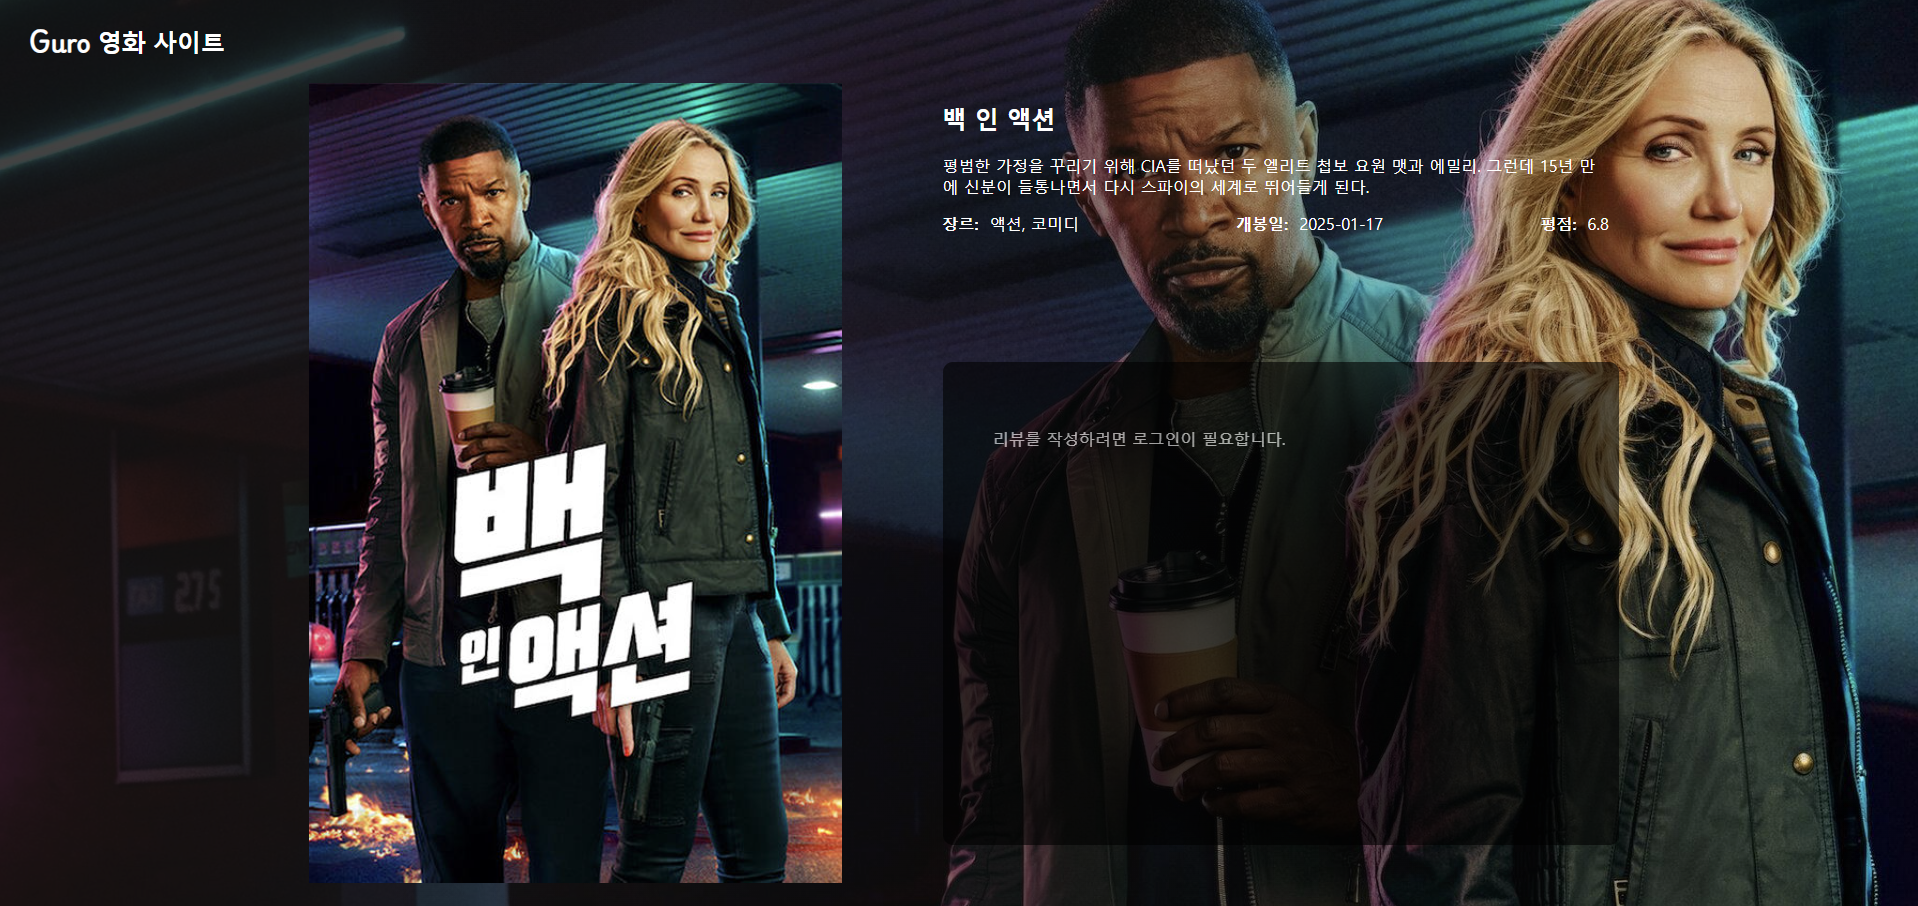 Guro 영화 사이트
백 인 액션
평범한 가정을 꾸리기 위해 CIA를 떠났던 두 엘리트 첩보 요원 맷과 에밀리. 그런데 15년 만
에 신분이 들통나면서 다시 스파이의 세계로 뛰어들게 된다.
장르: 액션, 코미디 개봉일: 2025-01-17 평점: 6.8
리뷰를 작성하려면 로그인이 필요합니다.
백
인 액션
2.75